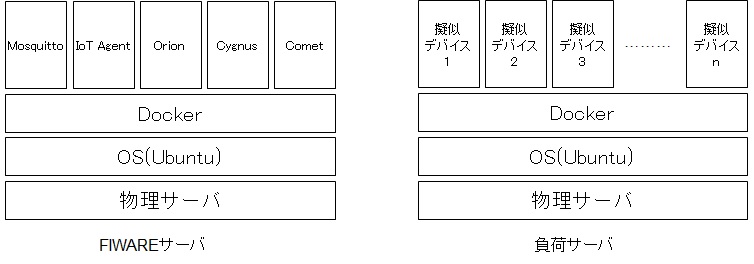 Mosquitto
IoT Agent
Orion
Cygnus
Comet
Docker
OS(Ubuntu)
物理サーバ
FIWAREサーバ
擬似
デバイス
1
擬似
デバイス
2
擬似
デバイス
3
………
擬似
デバイス
n
Docker
OS(Ubuntu)
物理サーバ
負荷サーバ